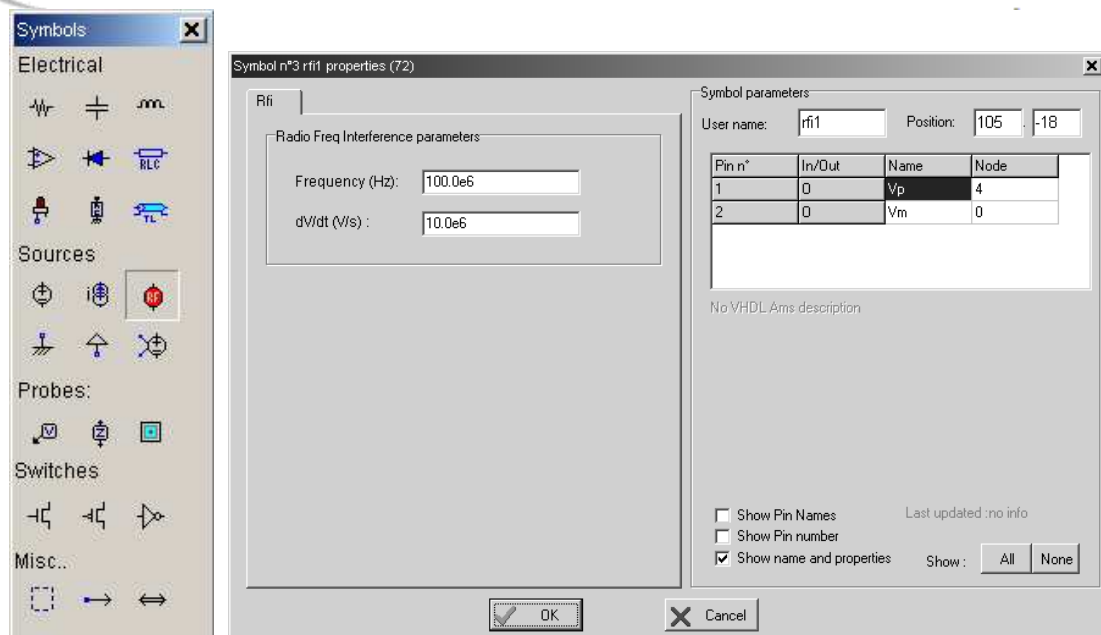 Symbols
Electrical
RLC
TL
Sources
i
RF
Probes:
V
Z
Switches
Misc..
Symbol n°3 rfi1 properties (72)
Rfi
Radio Freq Interference parameters
Frequency (Hz): 100.0e6
dV/dt (V/s) : 10.0e6
Symbol parameters
User name: rfi1 Position: 105 . -18
Pin n° In/Out Name Node
1 O Vp 4
2 O Vm 0
No VHDL Ams description
Show Pin Names Last updated :no info
Show Pin number
Show name and properties Show : All None
OK Cancel